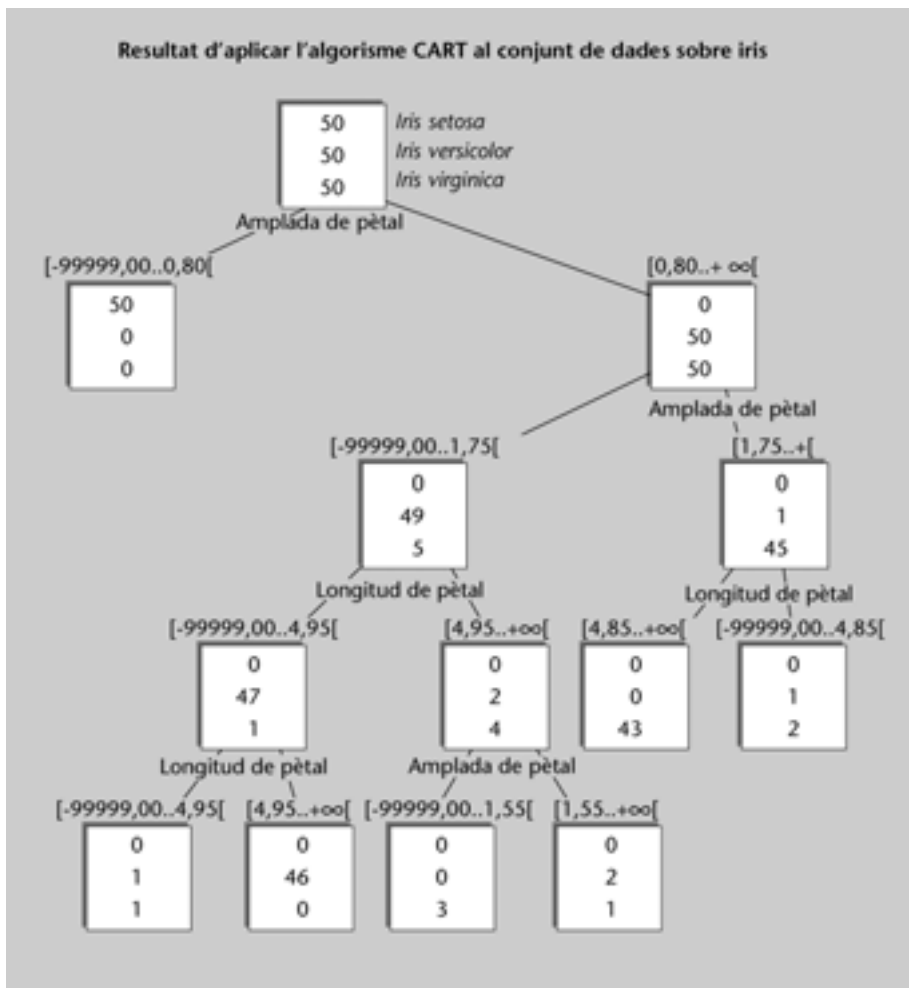 Resultat d'aplicar l'algorisme CART al conjunt de dades sobre iris
50 Iris setosa
50 Iris versicolor
50 Iris virginica
Amplada de pètal
[-99999,00..0,80[ [0,80..+ ∞[
50 0
0 50
0 50
Amplada de pètal
[-99999,00..1,75[ [1,75..+[
0 0
49 1
5 45
Longitud de pètal Longitud de pètal
[-99999,00..4,95[ [4,95..+∞[ [4,85..+∞[ [-99999,00..4,85[
0 0 0 0
47 2 0 1
1 4 43 2
Longitud de pètal Amplada de pètal
[-99999,00..4,95[ [4,95..+∞[ [-99999,00..1,55[ [1,55..+∞[
0 0 0 0
1 46 0 2
1 0 3 1